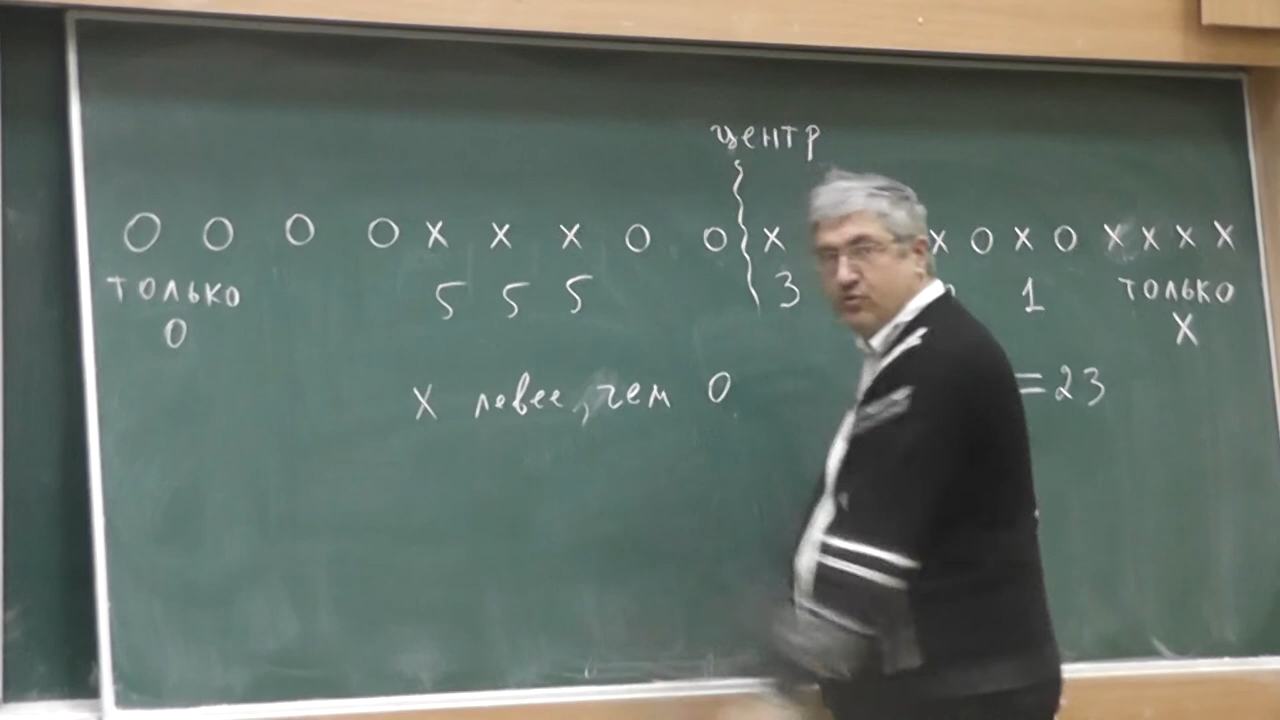 центр
O O O O X X X O O X X O X O X X X X
только 5 5 5 3 1 только
O X
X левее, чем O =23